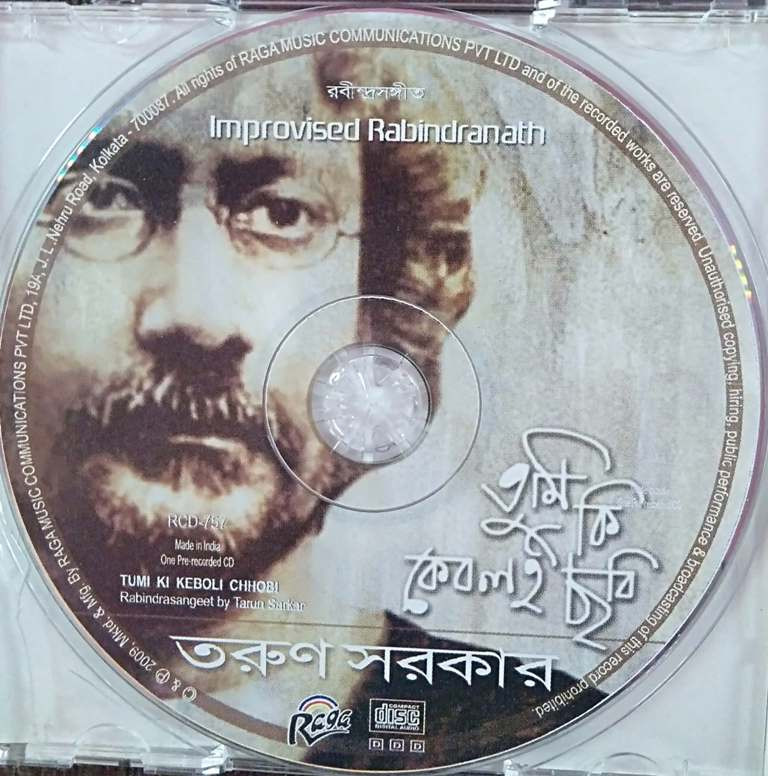 রবীন্দ্রসঙ্গীত
Improvised Rabindranath
তুমি কি
কেবলই ছবি
RCD-757
Made in India
One Pre-recorded CD
TUMI KI KEBOLI CHHOBI
Rabindrasangeet by Tarun Sarkar
তরুণ সরকার
Raga
COMPACT
disc
DIGITAL AUDIO
D D D
© & ℗ 2009, Mktd. & Mfg By RAGA MUSIC COMMUNICATIONS PVT LTD, 19A, J. L. Nehru Road, Kolkata - 700087. All rights of RAGA MUSIC COMMUNICATIONS PVT LTD and of the recorded works are reserved. Unauthorised copying, hiring, public performance & broadcasting of this record prohibited.